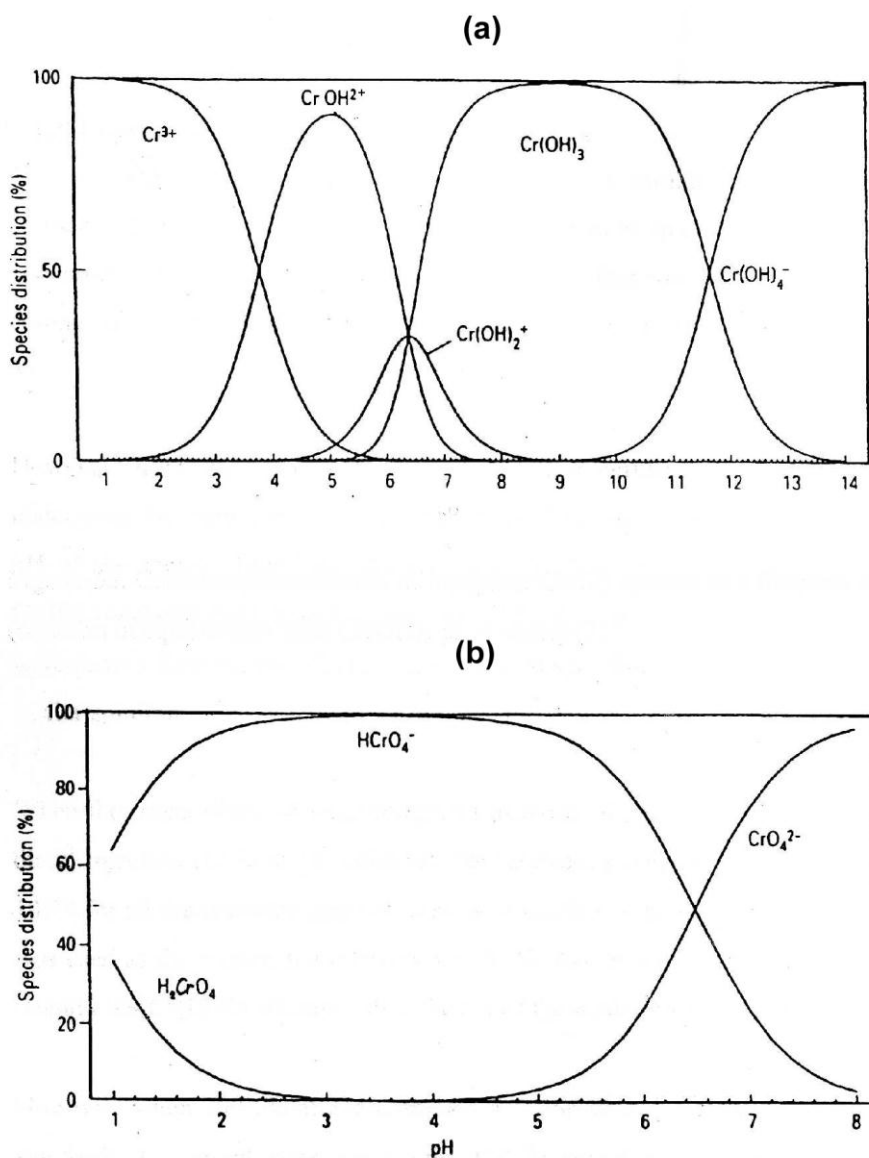 (a)
100
50
0
Species distribution (%)
Cr³⁺
Cr OH²⁺
Cr(OH)₃
Cr(OH)₂⁺
Cr(OH)₄⁻
1 2 3 4 5 6 7 8 9 10 11 12 13 14
(b)
100
80
60
40
20
0
Species distribution (%)
HCrO₄⁻
CrO₄²⁻
H₂CrO₄
1 2 3 4 5 6 7 8
pH